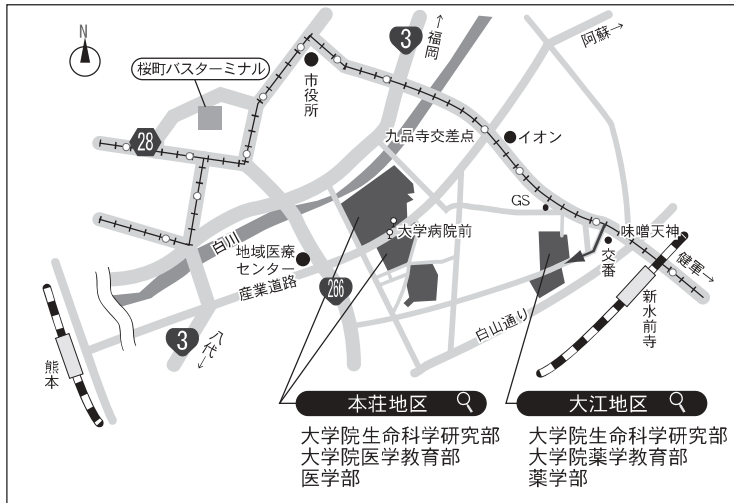 N
3
↑福岡
阿蘇→
桜町バスターミナル
市役所
28
九品寺交差点
イオン
GS
大学病院前
味噌天神
白川
地域医療
センター
交番
健軍→
産業道路
266
新水前寺
3
八代↓
白山通り
熊本
本荘地区
大学院生命科学研究部
大学院医学教育部
医学部
大江地区
大学院生命科学研究部
大学院薬学教育部
薬学部